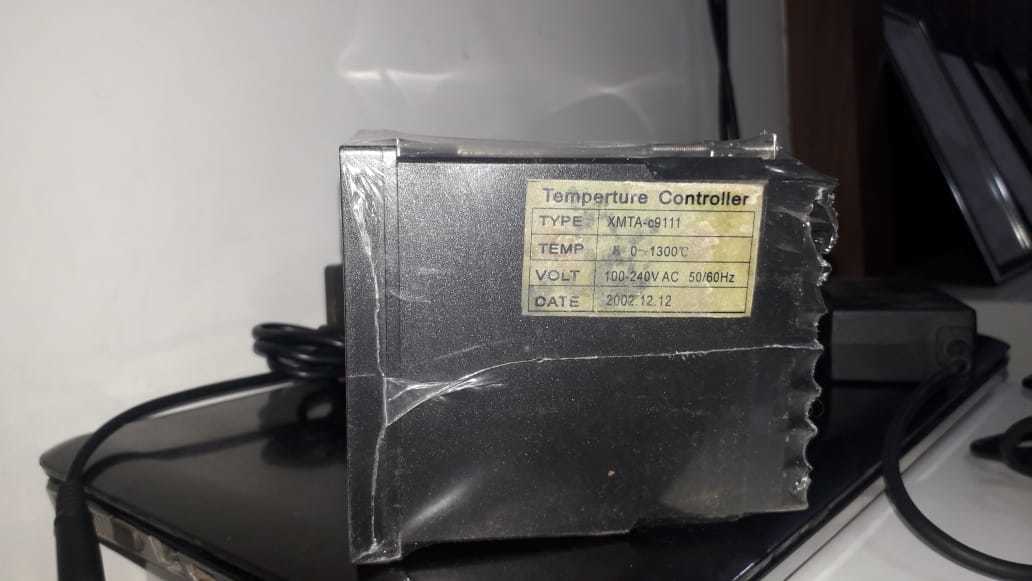 Temperture Controller
TYPE XMTA-c9111
TEMP 0~1300℃
VOLT 100-240V AC 50/60Hz
DATE 2002.12.12